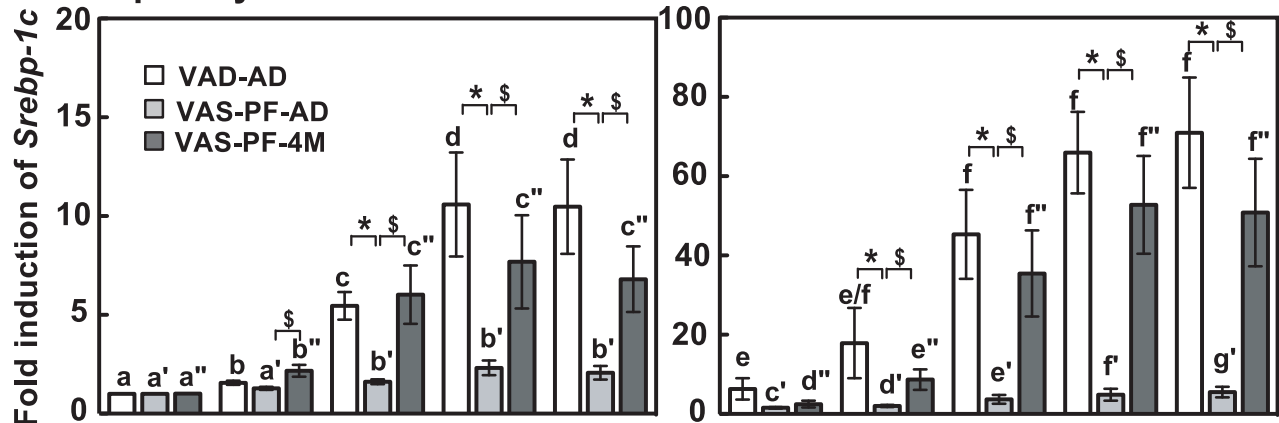 Fold induction of Srebp-1c
20
15
10
5
0
VAD-AD
VAS-PF-AD
VAS-PF-4M
a a' a"
b a' b"
$
c b' c"
* $
d b' c"
* $
d b' c"
* $
100
80
60
40
20
0
e c' d"
e/f d' e"
* $
f e' f"
* $
f f' f"
* $
f g' f"
* $